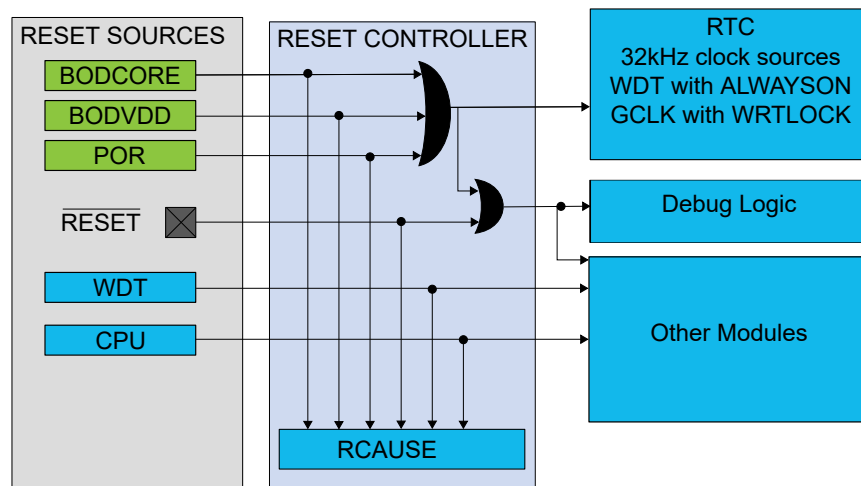 RESET SOURCES
BODCORE
BODVDD
POR
RESET
WDT
CPU
RESET CONTROLLER
RCAUSE
RTC
32kHz clock sources
WDT with ALWAYSON
GCLK with WRTLOCK
Debug Logic
Other Modules